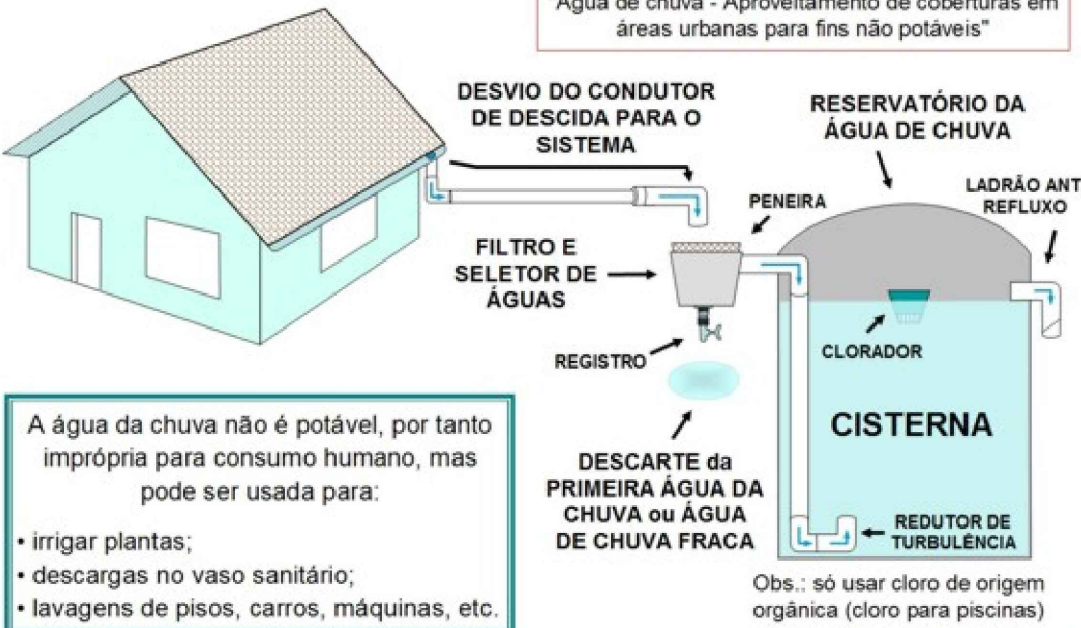 Água de chuva - Aproveitamento de coberturas em
áreas urbanas para fins não potáveis"
DESVIO DO CONDUTOR
DE DESCIDA PARA O
SISTEMA
RESERVATÓRIO DA
ÁGUA DE CHUVA
PENEIRA
LADRÃO ANT
REFLUXO
FILTRO E
SELETOR DE
ÁGUAS
REGISTRO
CLORADOR
CISTERNA
DESCARTE da
PRIMEIRA ÁGUA DA
CHUVA ou ÁGUA
DE CHUVA FRACA
REDUTOR DE
TURBULÊNCIA
A água da chuva não é potável, por tanto
imprópria para consumo humano, mas
pode ser usada para:
• irrigar plantas;
• descargas no vaso sanitário;
• lavagens de pisos, carros, máquinas, etc.
Obs.: só usar cloro de origem
orgânica (cloro para piscinas)